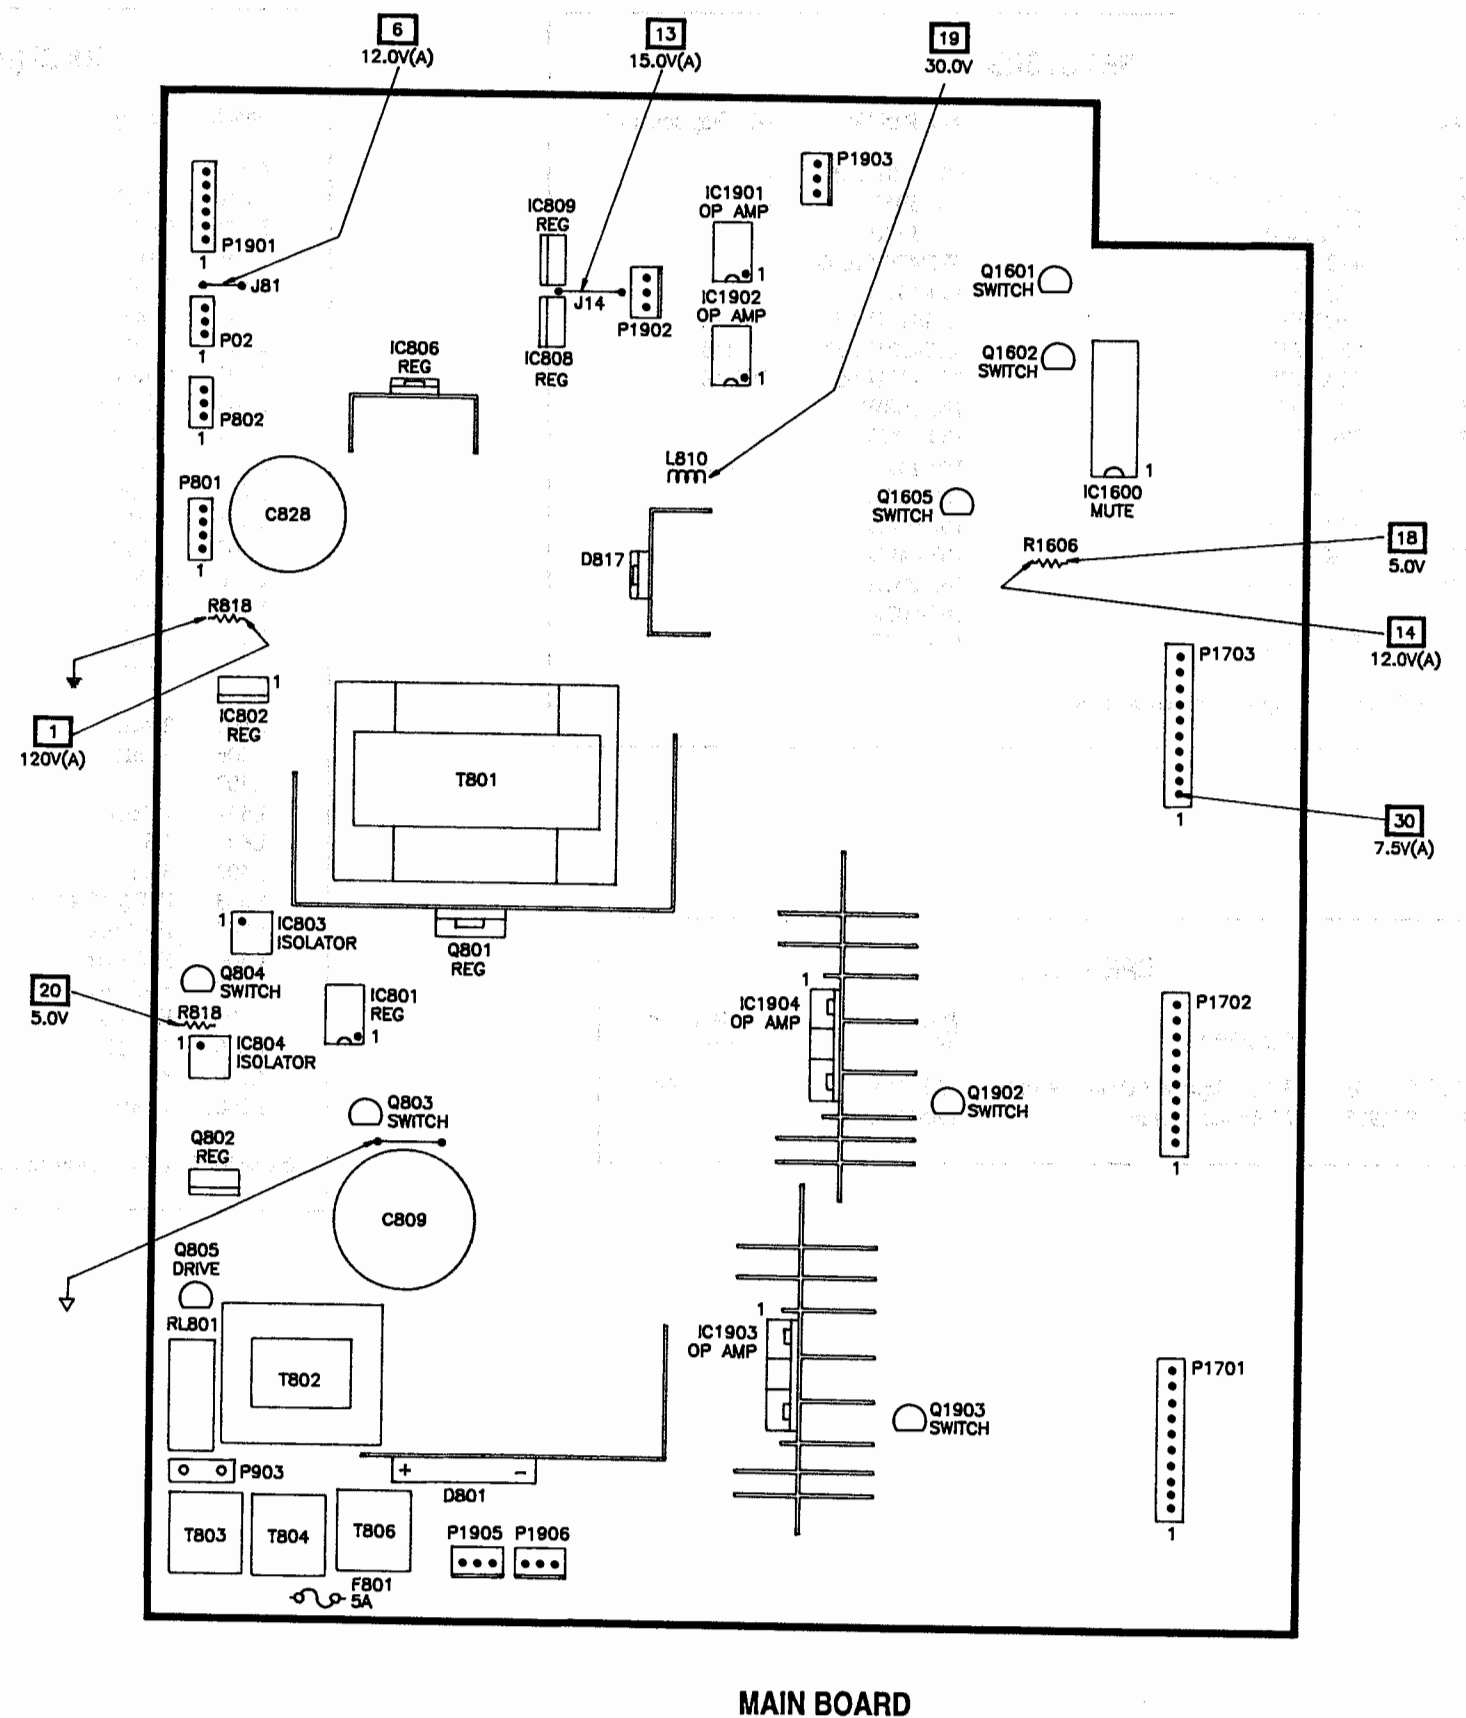 6
12.0V(A)
13
15.0V(A)
19
30.0V
P1903
IC1901
OP AMP
1
IC809
REG
P1901
1
J81
J14
P1902
IC1902
OP AMP
1
Q1601
SWITCH
P02
1
IC808
REG
IC806
REG
Q1602
SWITCH
P802
1
L810
1
IC1600
MUTE
P801
1
C828
Q1605
SWITCH
D817
R1606
18
5.0V
R818
14
12.0V(A)
P1703
1
1
IC802
REG
1
120V(A)
T801
30
7.5V(A)
1
IC803
ISOLATOR
Q801
REG
Q804
SWITCH
20
5.0V
R818
IC801
REG
1
1
IC804
ISOLATOR
1
IC1904
OP AMP
P1702
1
Q803
SWITCH
Q1902
SWITCH
Q802
REG
C809
Q805
DRIVE
RL801
T802
1
IC1903
OP AMP
P1701
1
Q1903
SWITCH
P903
+
-
D801
T803
T804
T806
P1905
P1906
F801
5A
MAIN BOARD